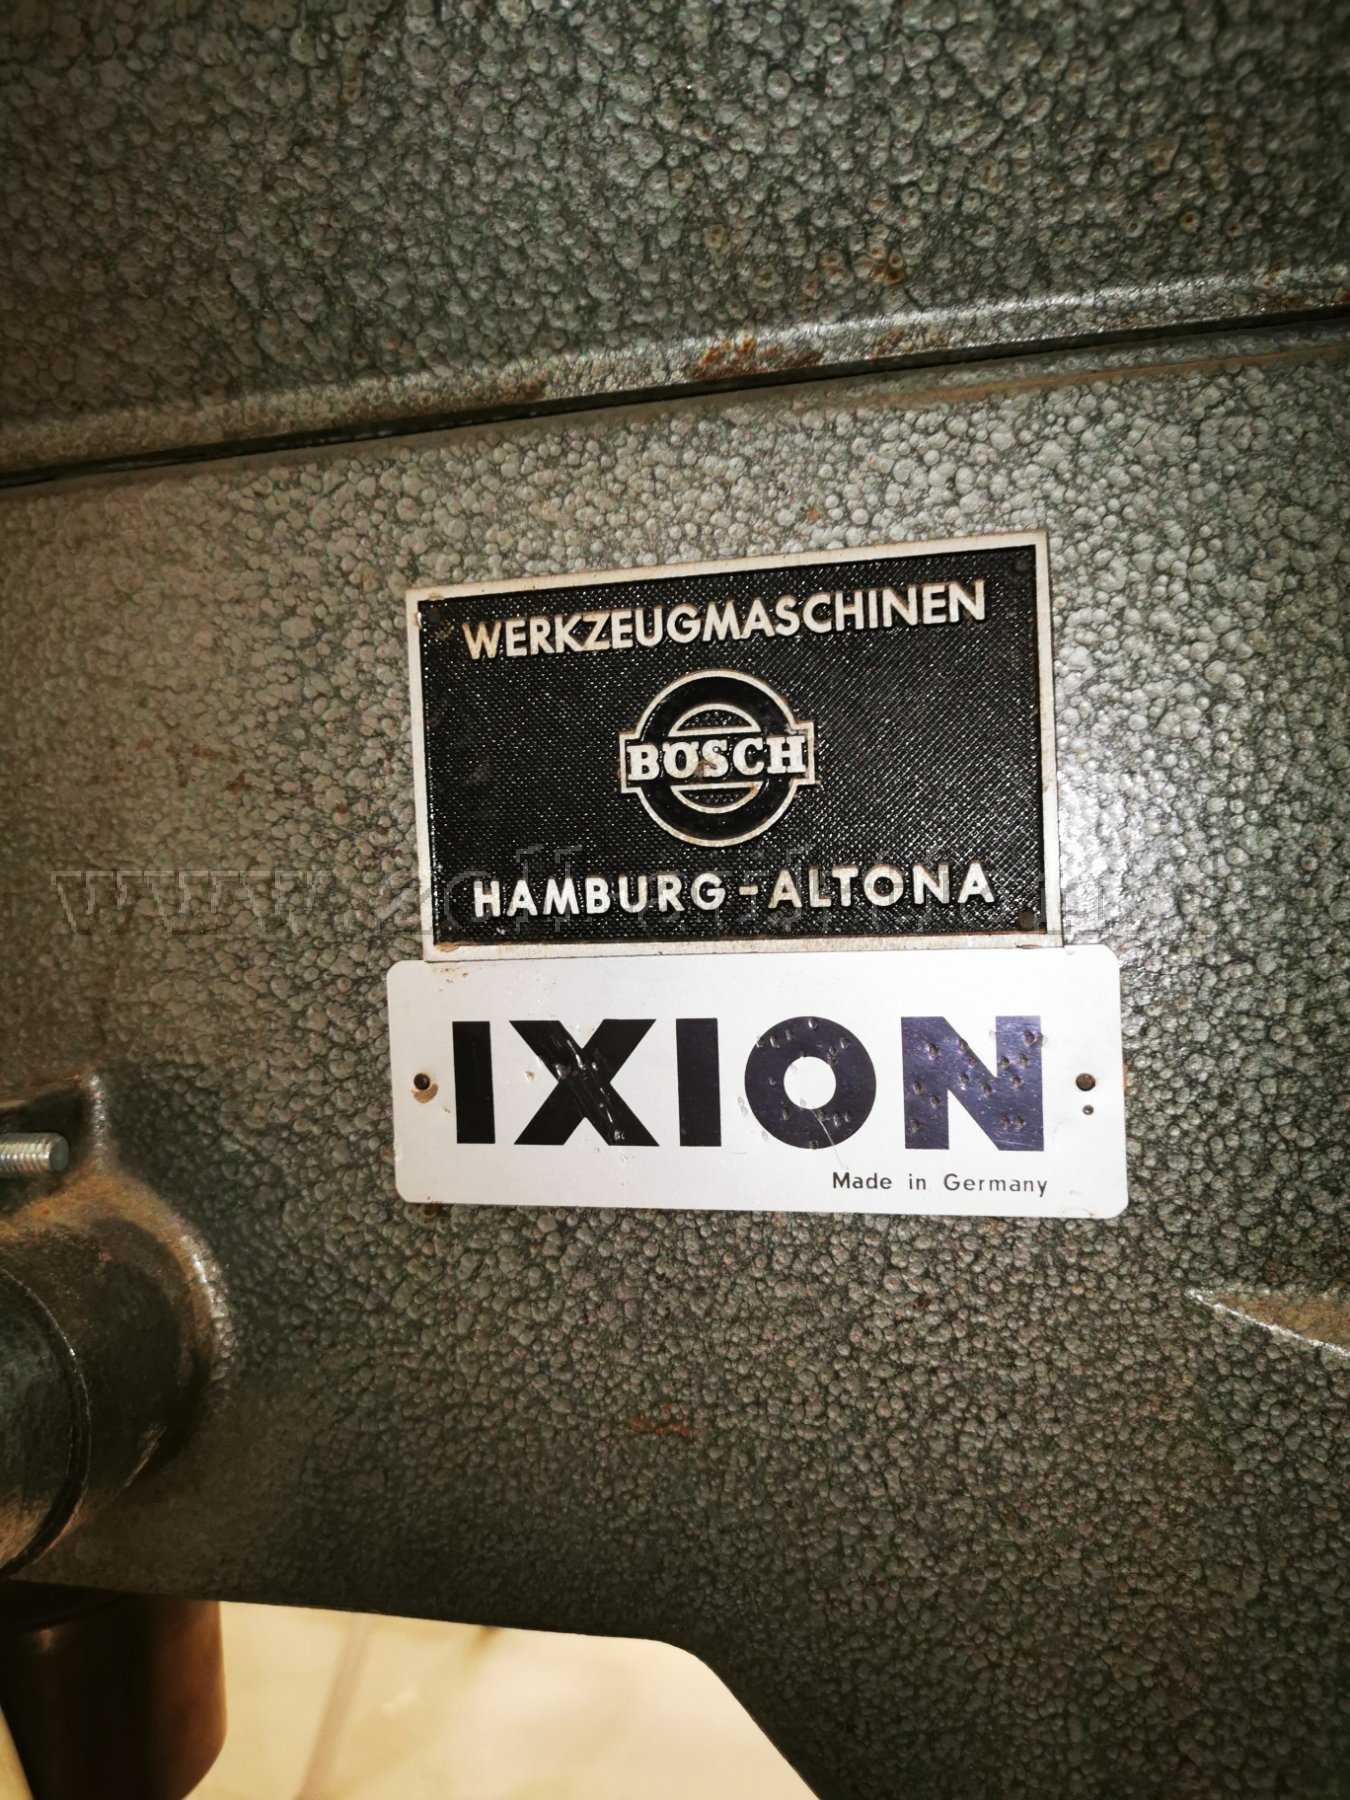 WERKZEUGMASCHINEN
BOSCH
HAMBURG-ALTONA
IXION
Made in Germany